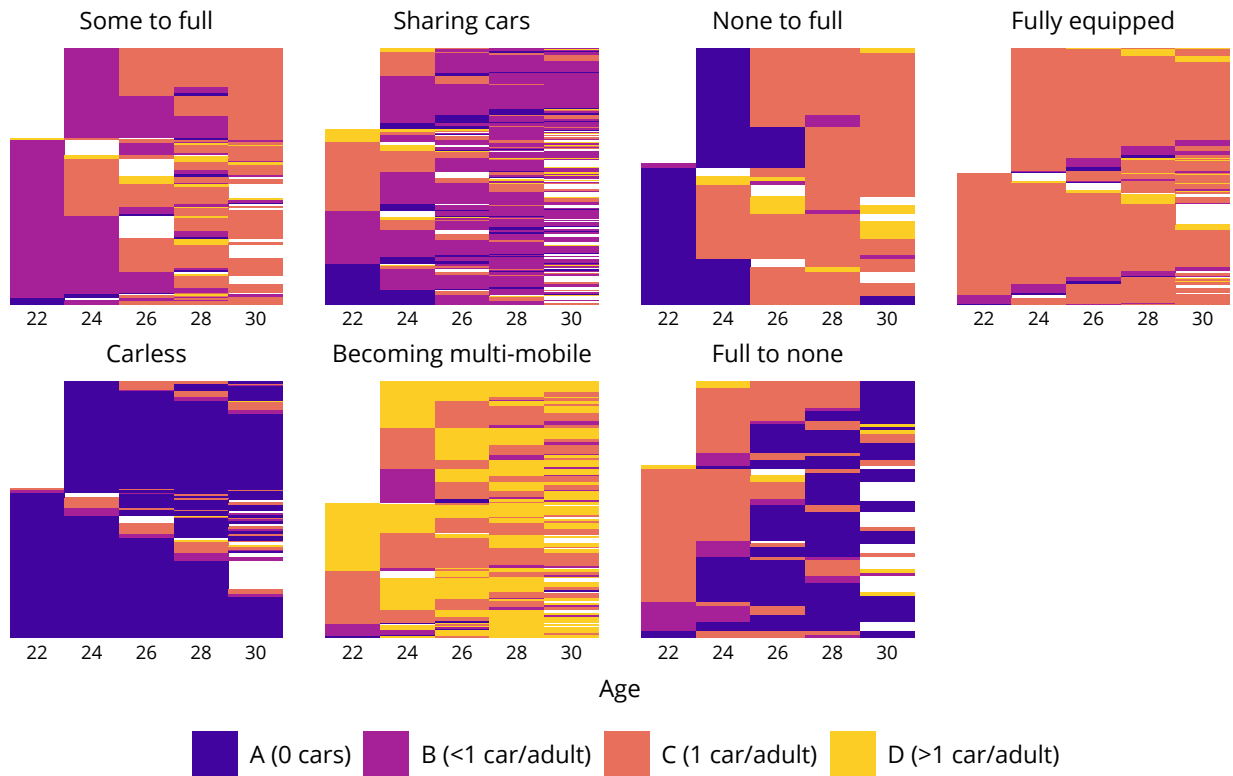 Some to full
Sharing cars
None to full
Fully equipped
22 24 26 28 30
22 24 26 28 30
22 24 26 28 30
22 24 26 28 30
Carless
Becoming multi-mobile
Full to none
22 24 26 28 30
22 24 26 28 30
22 24 26 28 30
Age
A (0 cars)
B (<1 car/adult)
C (1 car/adult)
D (>1 car/adult)